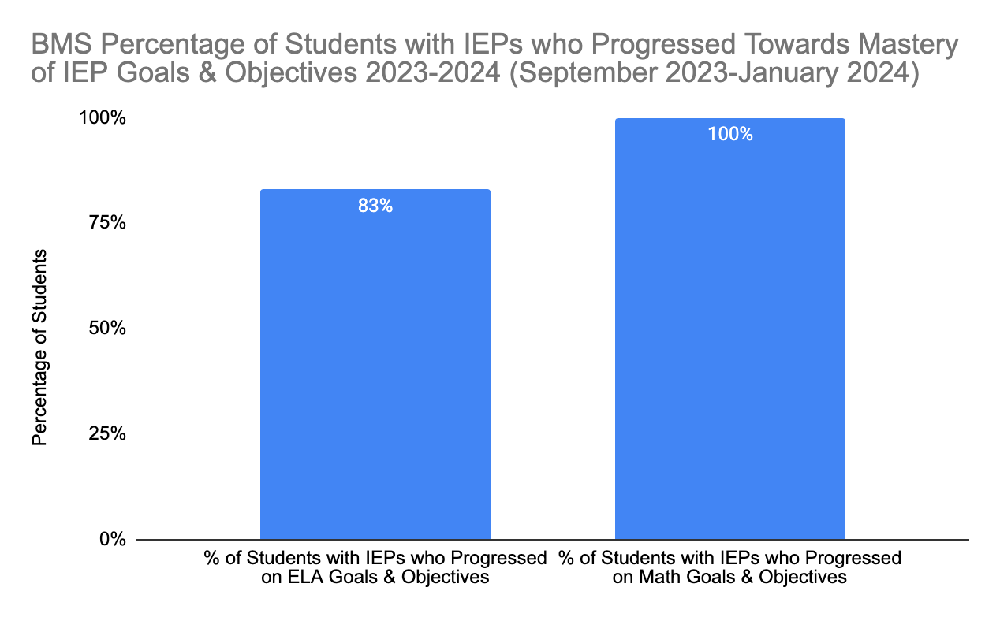 BMS Percentage of Students with IEPs who Progressed Towards Mastery
of IEP Goals & Objectives 2023-2024 (September 2023-January 2024)
100%
75%
50%
25%
0%
Percentage of Students
83%
100%
% of Students with IEPs who Progressed
on ELA Goals & Objectives
% of Students with IEPs who Progressed
on Math Goals & Objectives